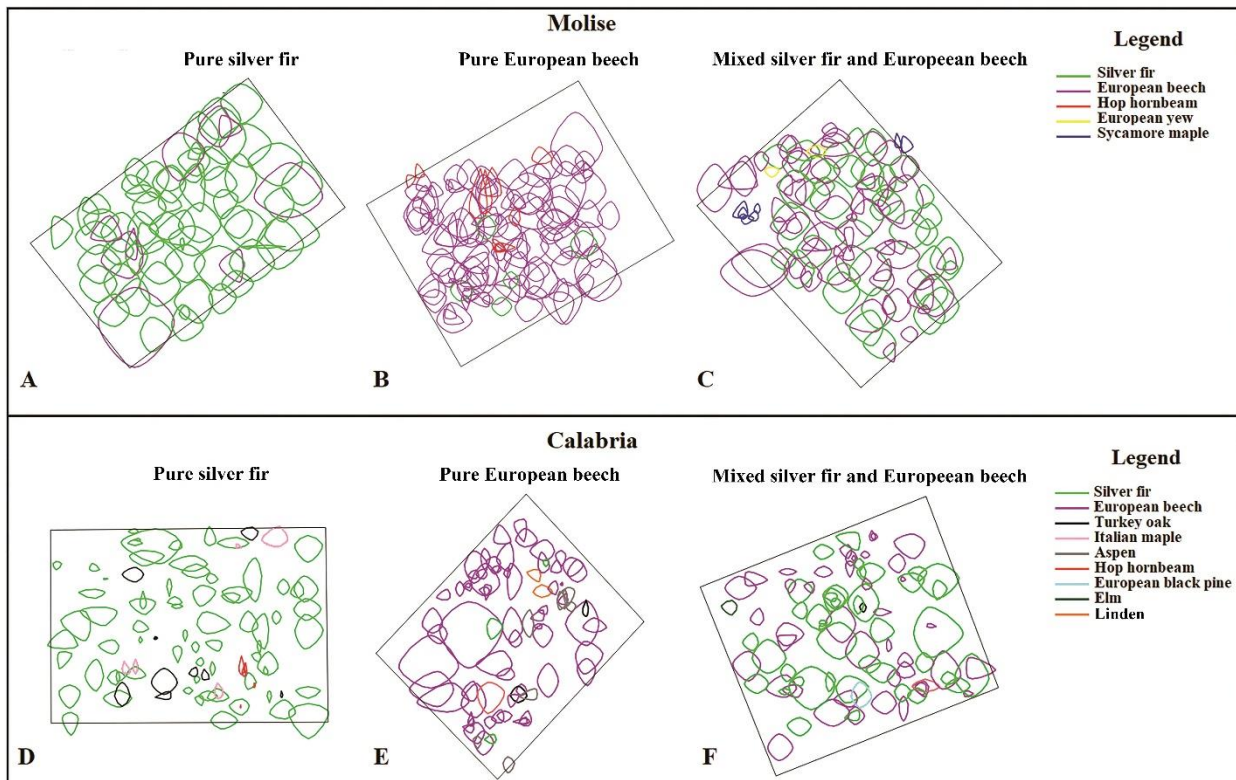 Molise
Pure silver fir
Pure European beech
Mixed silver fir and Europeean beech
Legend
Silver fir
European beech
Hop hornbeam
European yew
Sycamore maple
A
B
C
Calabria
Pure silver fir
Pure European beech
Mixed silver fir and Europeean beech
Legend
Silver fir
European beech
Turkey oak
Italian maple
Aspen
Hop hornbeam
European black pine
Elm
Linden
D
E
F